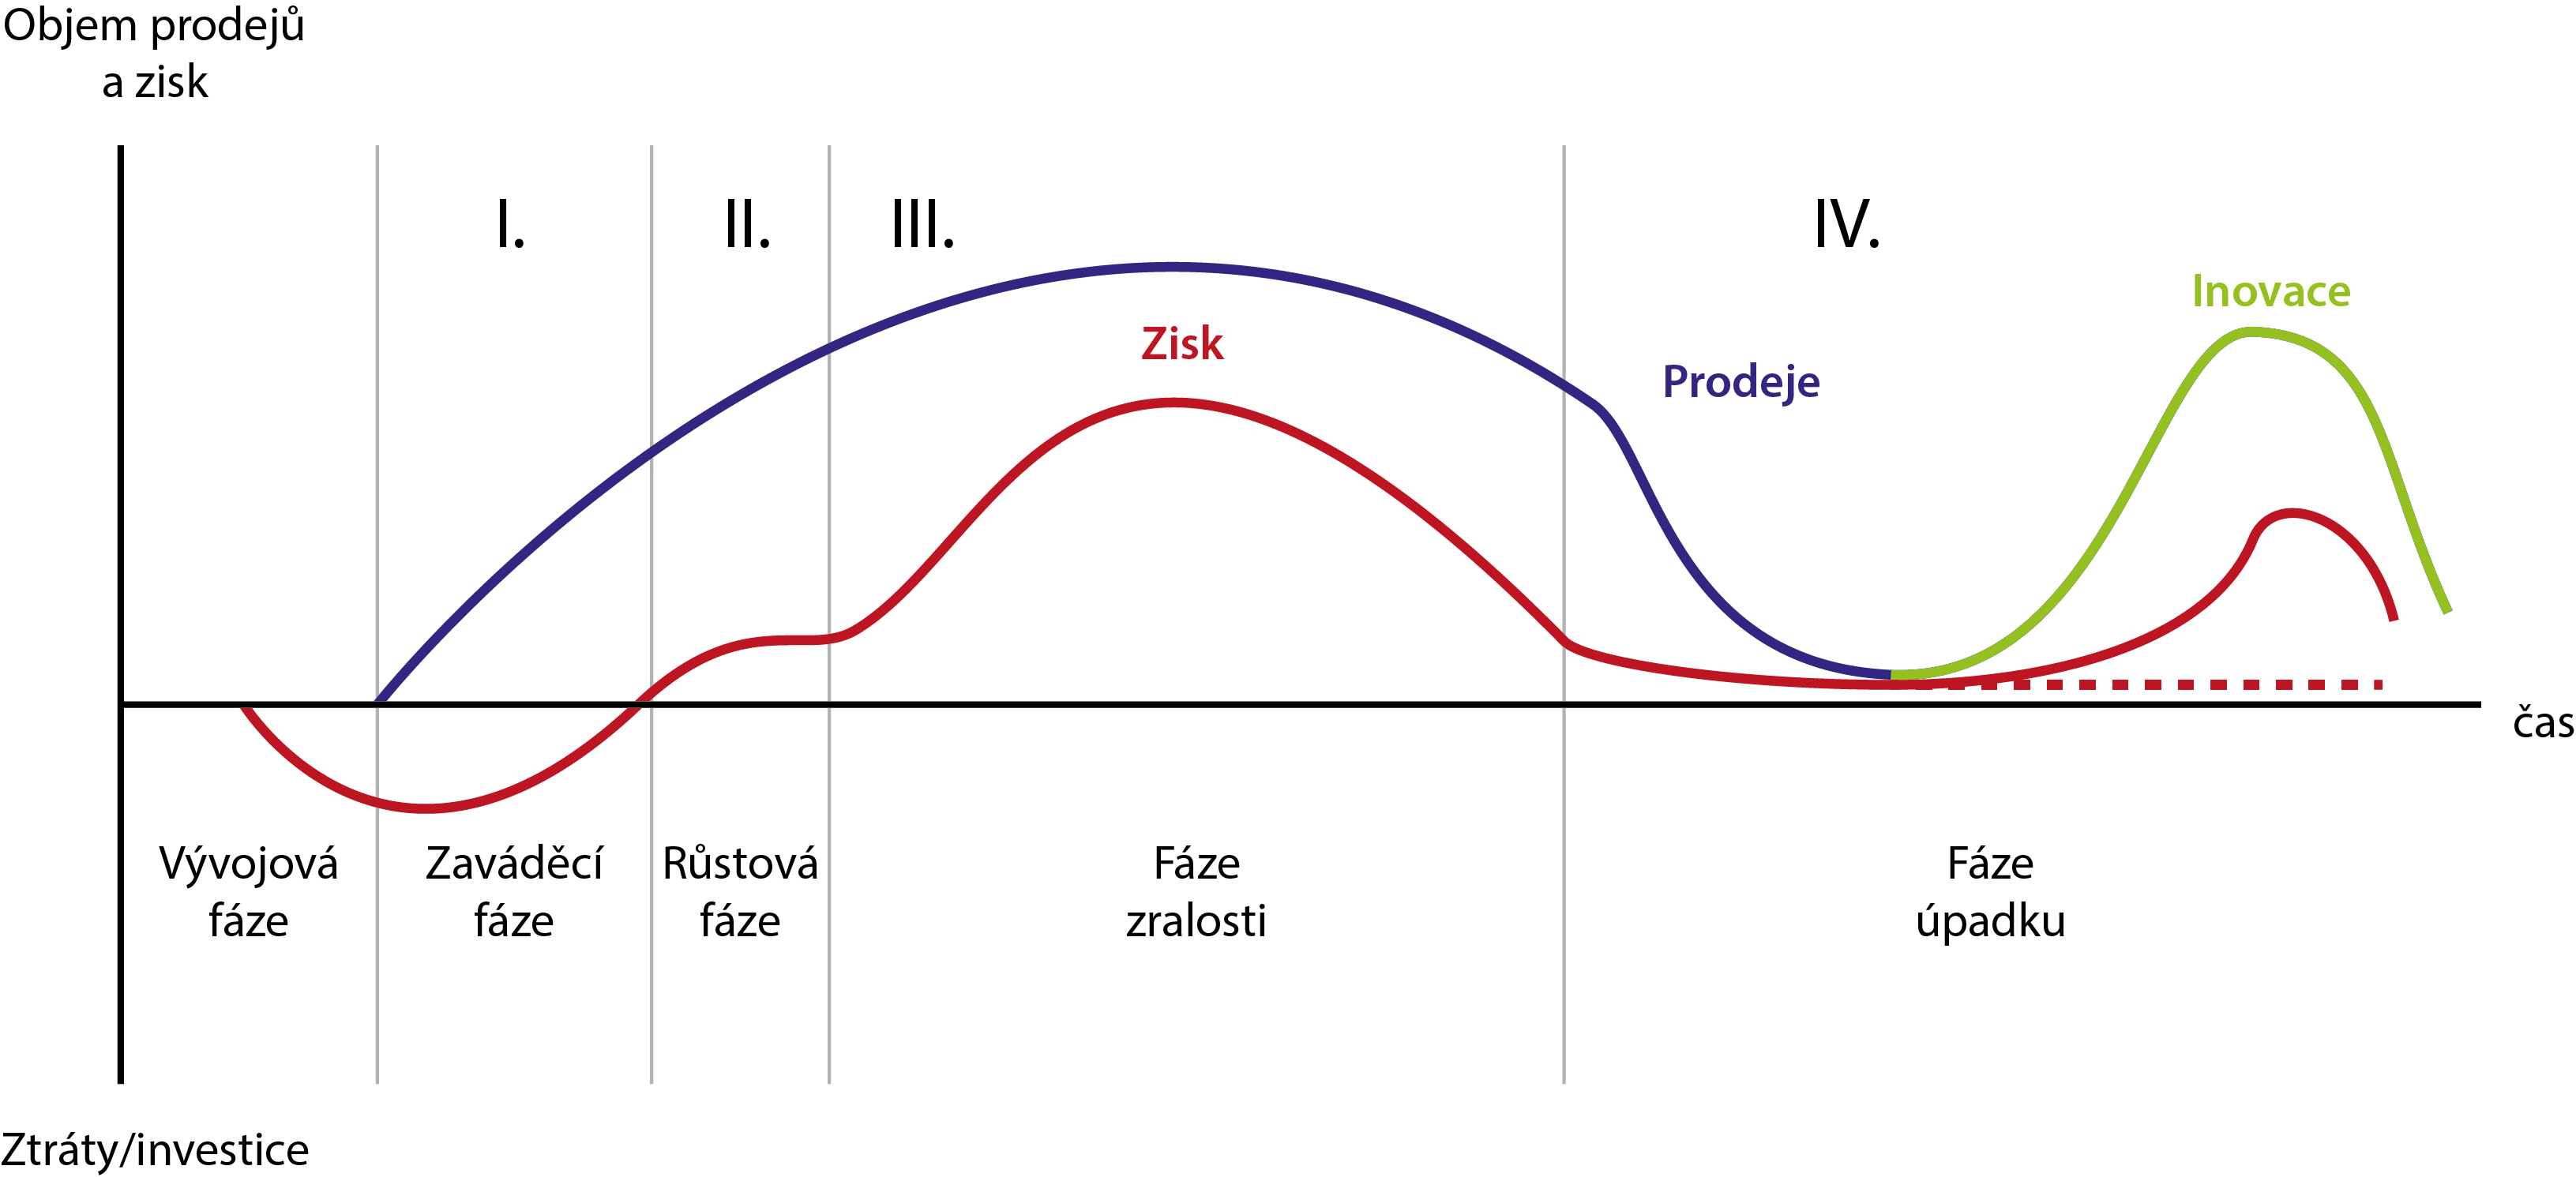 Objem prodejů
a zisk
I.
II.
III.
IV.
Inovace
Zisk
Prodeje
čas
Vývojová
fáze
Zaváděcí
fáze
Růstová
fáze
Fáze
zralosti
Fáze
úpadku
Ztráty/investice